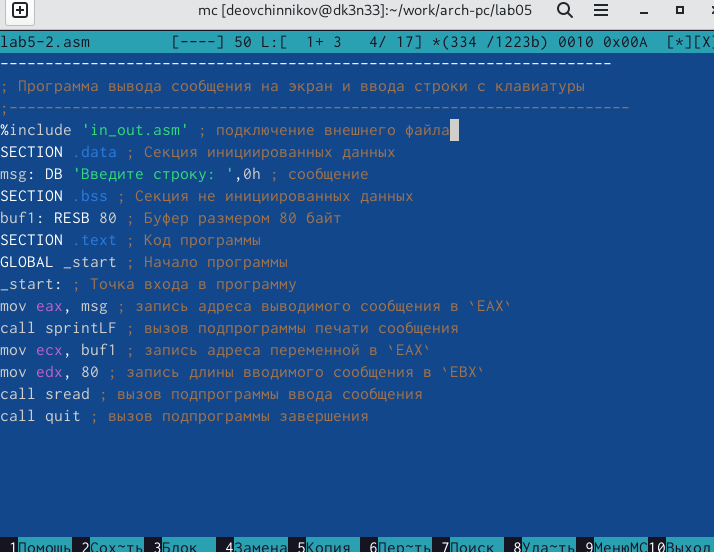 mc [deovchinnikov@dk3n33]:~/work/arch-pc/lab05
lab5-2.asm [----] 50 L:[ 1+ 3 4/ 17] *(334 /1223b) 0010 0x00A [*][X]
--------------------------------------------------------------------
; Программа вывода сообщения на экран и ввода строки с клавиатуры
;---------------------------------------------------------------------
%include 'in_out.asm' ; подключение внешнего файла
SECTION .data ; Секция инициированных данных
msg: DB 'Введите строку: ',0h ; сообщение
SECTION .bss ; Секция не инициированных данных
buf1: RESB 80 ; Буфер размером 80 байт
SECTION .text ; Код программы
GLOBAL _start ; Начало программы
_start: ; Точка входа в программу
mov eax, msg ; запись адреса выводимого сообщения в `EAX`
call sprintLF ; вызов подпрограммы печати сообщения
mov ecx, buf1 ; запись адреса переменной в `EAX`
mov edx, 80 ; запись длины вводимого сообщения в `EBX`
call sread ; вызов подпрограммы ввода сообщения
call quit ; вызов подпрограммы завершения
1Помощь 2Сох~ть 3Блок 4Замена 5Копия 6Пер~ть 7Поиск 8Уда~ть 9МенюMC 10Выход